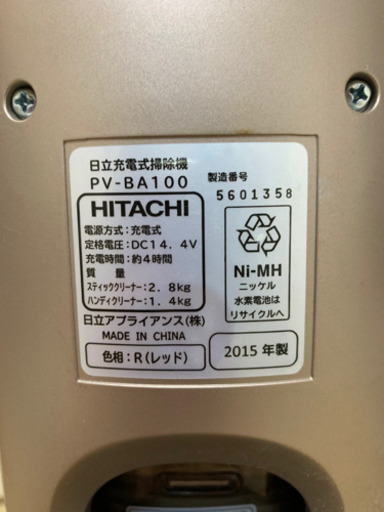 日立充電式掃除機
PV-BA100
製造番号
5601358
HITACHI
電源方式：充電式
定格電圧：DC14.4V
充電時間：約4時間
質　量
スティッククリーナー：2.8kg
ハンディクリーナー：1.4kg
Ni-MH
ニッケル
水素電池は
リサイクルへ
日立アプライアンス(株)
MADE IN CHINA
色相：R(レッド)
2015年製